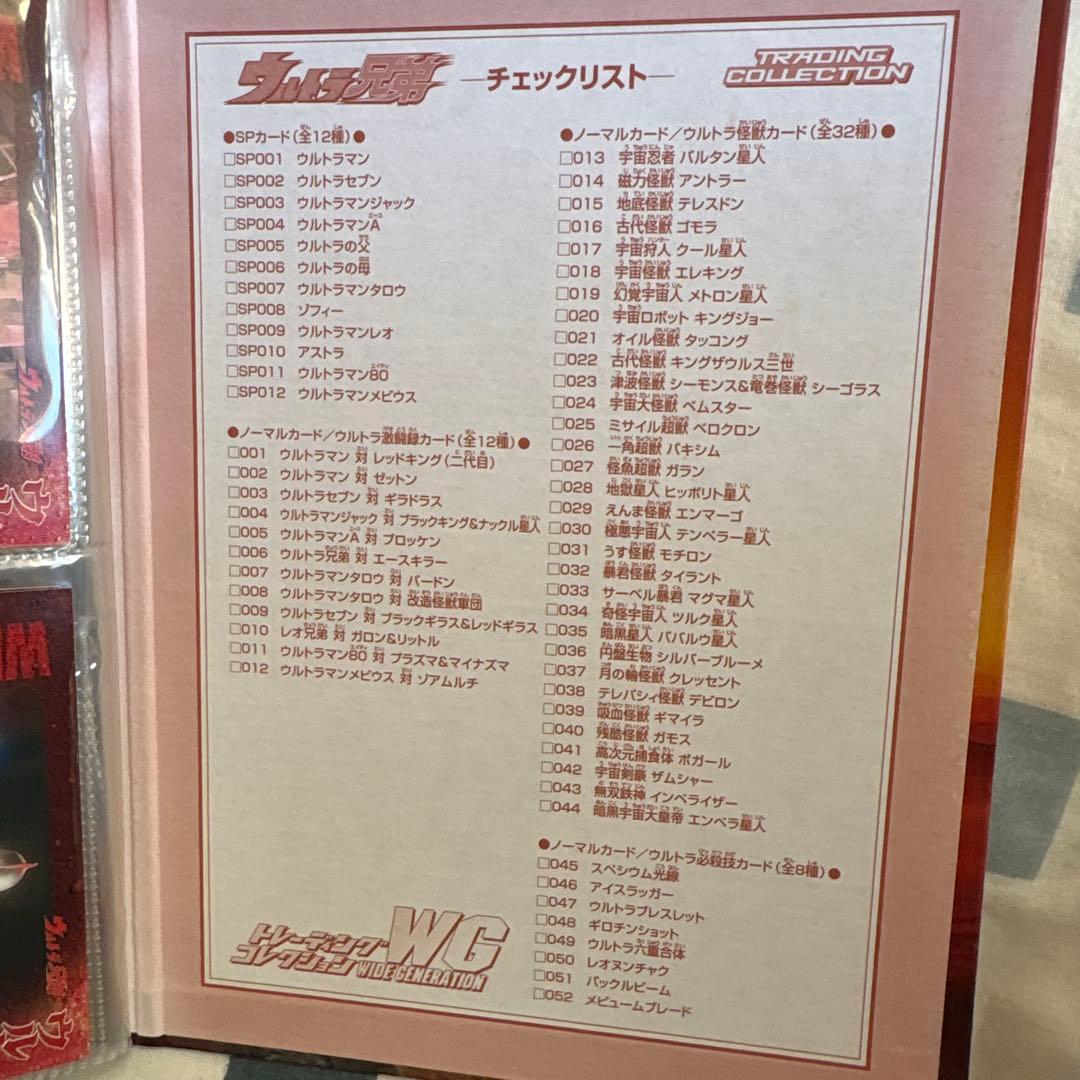 ウルトラ兄弟
―チェックリスト―
TRADING
COLLECTION
●SPカード(全12種)●
□SP001 ウルトラマン
□SP002 ウルトラセブン
□SP003 ウルトラマンジャック
□SP004 ウルトラマンA
□SP005 ウルトラの父
□SP006 ウルトラの母
□SP007 ウルトラマンタロウ
□SP008 ゾフィー
□SP009 ウルトラマンレオ
□SP010 アストラ
□SP011 ウルトラマン80
□SP012 ウルトラマンメビウス
●ノーマルカード/ウルトラ激闘録カード(全12種)●
□001 ウルトラマン 対 レッドキング(二代目)
□002 ウルトラマン 対 ゼットン
□003 ウルトラセブン 対 ギラドラス
□004 ウルトラマンジャック 対 ブラックキング&ナックル星人
□005 ウルトラマンA 対 ブロッケン
□006 ウルトラ兄弟 対 エースキラー
□007 ウルトラマンタロウ 対 バードン
□008 ウルトラマンタロウ 対 改造怪獣軍団
□009 ウルトラセブン 対 ブラックギラス&レッドギラス
□010 レオ兄弟 対 ガロン&リットル
□011 ウルトラマン80 対 プラズマ&マイナズマ
□012 ウルトラマンメビウス 対 ゾアムルチ
●ノーマルカード/ウルトラ怪獣カード(全32種)●
□013 宇宙忍者 バルタン星人
□014 磁力怪獣 アントラー
□015 地底怪獣 テレスドン
□016 古代怪獣 ゴモラ
□017 宇宙狩人 クール星人
□018 宇宙怪獣 エレキング
□019 幻覚宇宙人 メトロン星人
□020 宇宙ロボット キングジョー
□021 オイル怪獣 タッコング
□022 古代怪獣 キングザウルス三世
□023 津波怪獣 シーモンス&竜巻怪獣 シーゴラス
□024 宇宙大怪獣 ベムスター
□025 ミサイル超獣 ベロクロン
□026 一角超獣 バキシム
□027 怪魚超獣 ガラン
□028 地獄星人 ヒッポリト星人
□029 えんま怪獣 エンマーゴ
□030 極悪宇宙人 テンペラー星人
□031 うす怪獣 モチロン
□032 暴君怪獣 タイラント
□033 サーベル暴君 マグマ星人
□034 奇怪宇宙人 ツルク星人
□035 暗黒星人 ババルウ星人
□036 円盤生物 シルバーブルーメ
□037 月の輪怪獣 クレッセント
□038 テレパシィ怪獣 デビロン
□039 吸血怪獣 ギマイラ
□040 残酷怪獣 ガモス
□041 高次元捕食体 ボガール
□042 宇宙剣豪 ザムシャー
□043 無双鉄神 インペライザー
□044 暗黒宇宙大皇帝 エンペラ星人
●ノーマルカード/ウルトラ必殺技カード(全8種)●
□045 スペシウム光線
□046 アイスラッガー
□047 ウルトラブレスレット
□048 ギロチンショット
□049 ウルトラ六重合体
□050 レオヌンチャク
□051 バックルビーム
□052 メビュームブレード
トレーディング
コレクション
WG
WIDE GENERATION